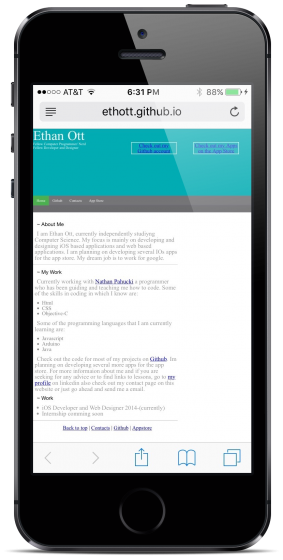 AT&T 6:31 PM 88%
ethott.github.io
Ethan Ott
Check out my Github account
Check out my Apps on the App Store
Home Github Contacts App Store
~ About Me
I am Ethan Ott, currently independently studiyng
Computer Science. My focus is mainly on developing
and designing iOS based applications and web based
applications. I am planning on developing several IOs apps
for the app store. My dream job is to work for google.
~ My Work
Currently working with Nathan Pabucki a programmer
who has been guiding and teaching me how to code. Some
of the skills in coding in which I know are:
Html
CSS
Objective-C
Some of the programming languages that I am currently
learning are:
Javascript
Arduino
Java
Check out the code for most of my projects on Github. Im
planning on developing several more apps for the app
store. For more information about me and if you are
seeking for any advice or to find links to lessons, go to my
profile on linkedin also check out my contact page on this
website or just go ahead and send me a email.
~ Work
iOS Developer and Web Designer 2014-(currently)
Internship comming soon
Back to top | Contacts | Github | Appstore